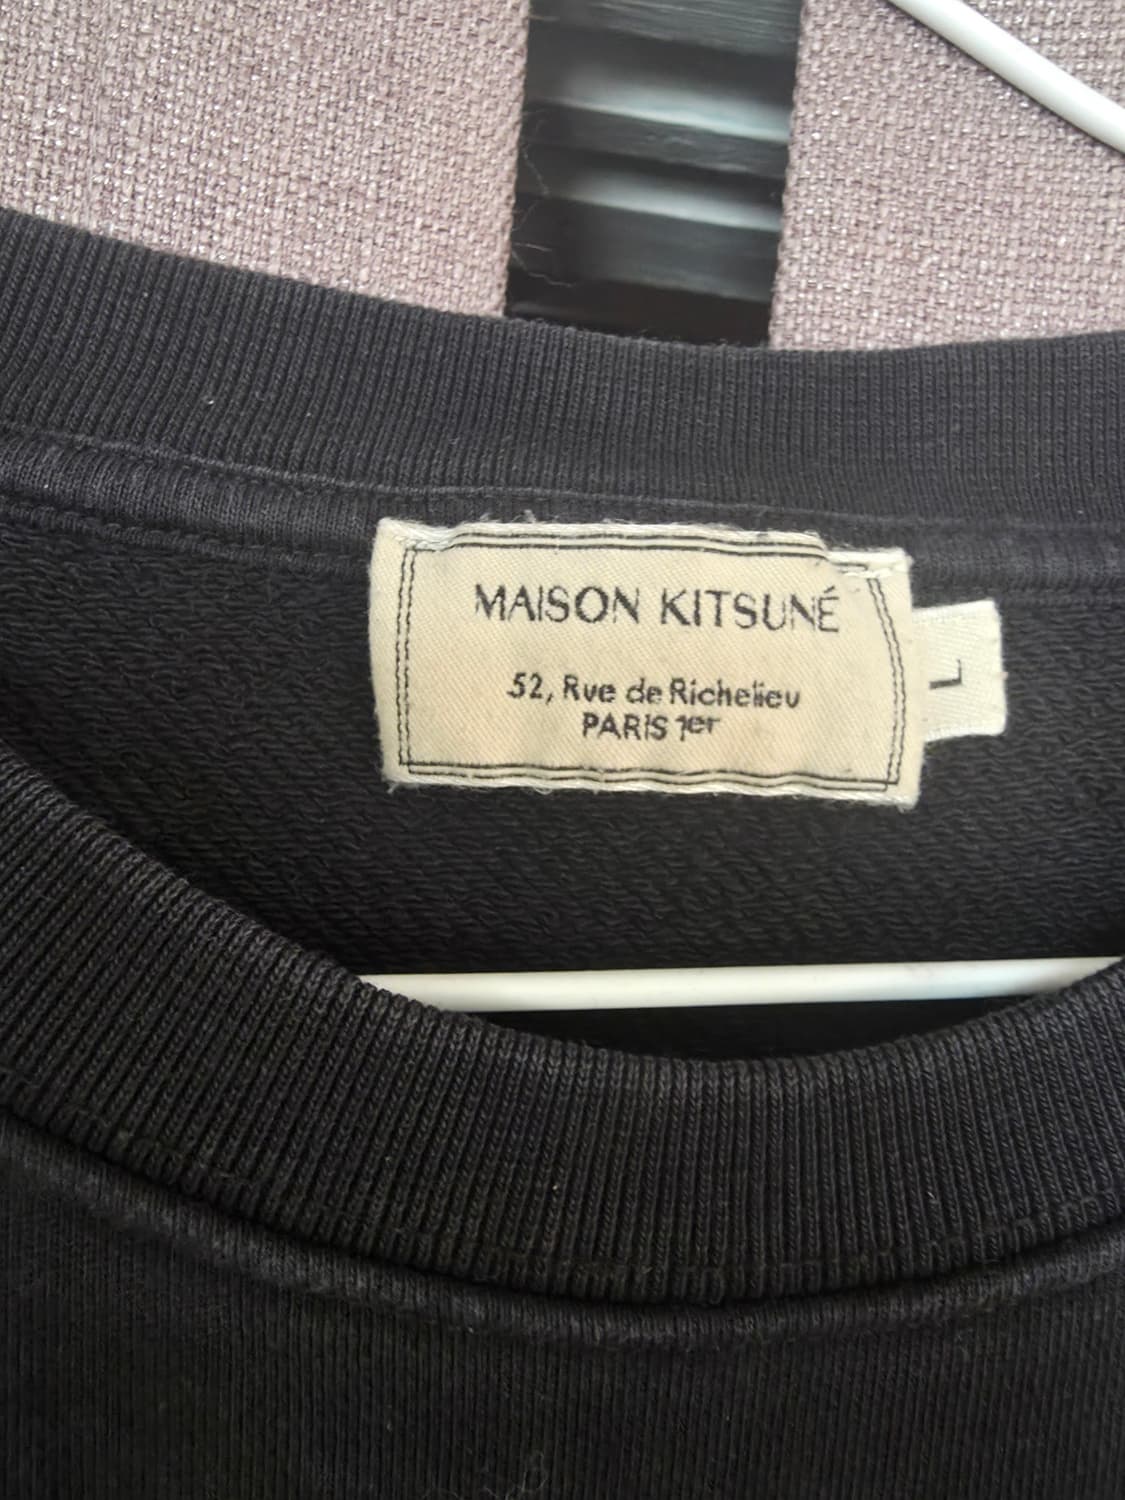 MAISON KITSUNÉ
52, Rue de Richelieu
PARIS 1er
L